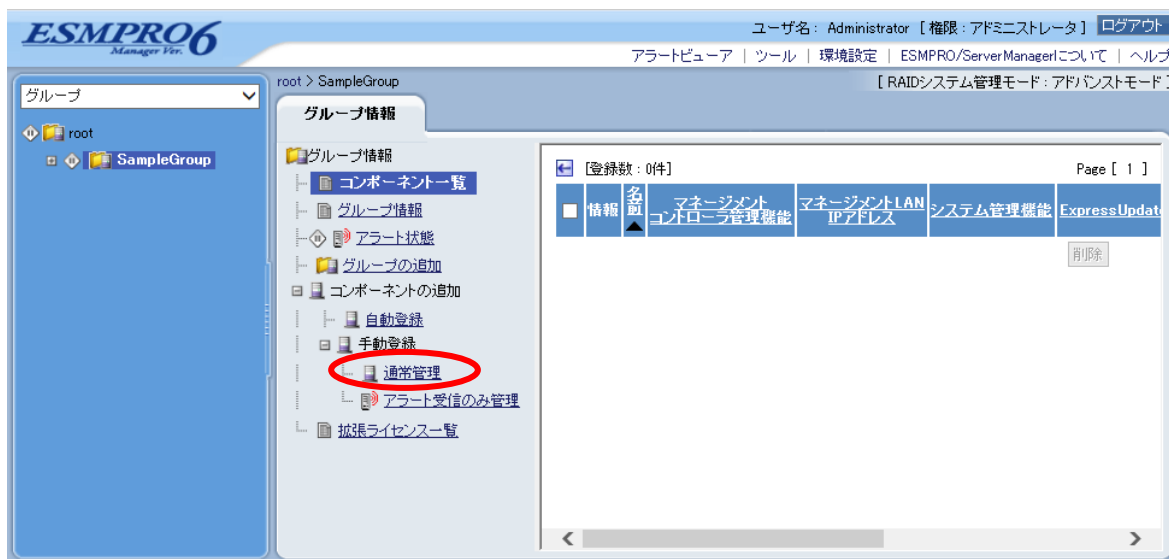 ESMPRO6
Manager Ver.
ユーザ名： Administrator [ 権限：アドミニストレータ ] ログアウト
アラートビューア | ツール | 環境設定 | ESMPRO/ServerManagerについて | ヘルプ
グループ
root
SampleGroup
root > SampleGroup
[ RAIDシステム管理モード：アドバンストモード ]
グループ情報
グループ情報
コンポーネント一覧
グループ情報
アラート状態
グループの追加
コンポーネントの追加
自動登録
手動登録
通常管理
アラート受信のみ管理
拡張ライセンス一覧
[登録数：0件]
Page [ 1 ]
情報
名前
マネージメント
コントローラ管理機能
マネージメントLAN
IPアドレス
システム管理機能
ExpressUpdat
削除